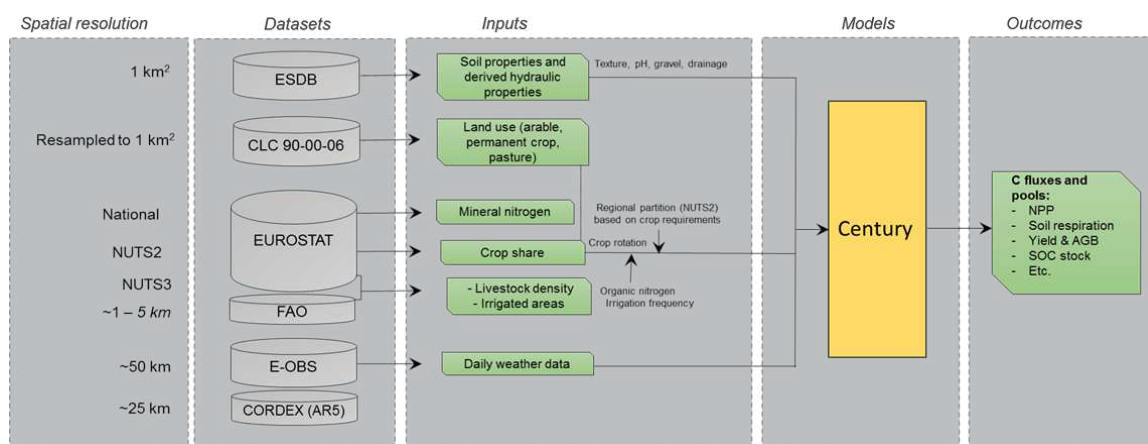 Spatial resolution
Datasets
Inputs
Models
Outcomes
1 km²
Resampled to 1 km²
National
NUTS2
NUTS3
~1 – 5 km
~50 km
~25 km
ESDB
CLC 90-00-06
EUROSTAT
FAO
E-OBS
CORDEX (AR5)
Soil properties and
derived hydraulic
properties
Land use (arable,
permanent crop,
pasture)
Mineral nitrogen
Crop share
- Livestock density
- Irrigated areas
Daily weather data
Texture, pH, gravel, drainage
Regional partition (NUTS2)
based on crop requirements
Crop rotation
Organic nitrogen
Irrigation frequency
Century
C fluxes and
pools:
- NPP
- Soil respiration
- Yield & AGB
- SOC stock
- Etc.